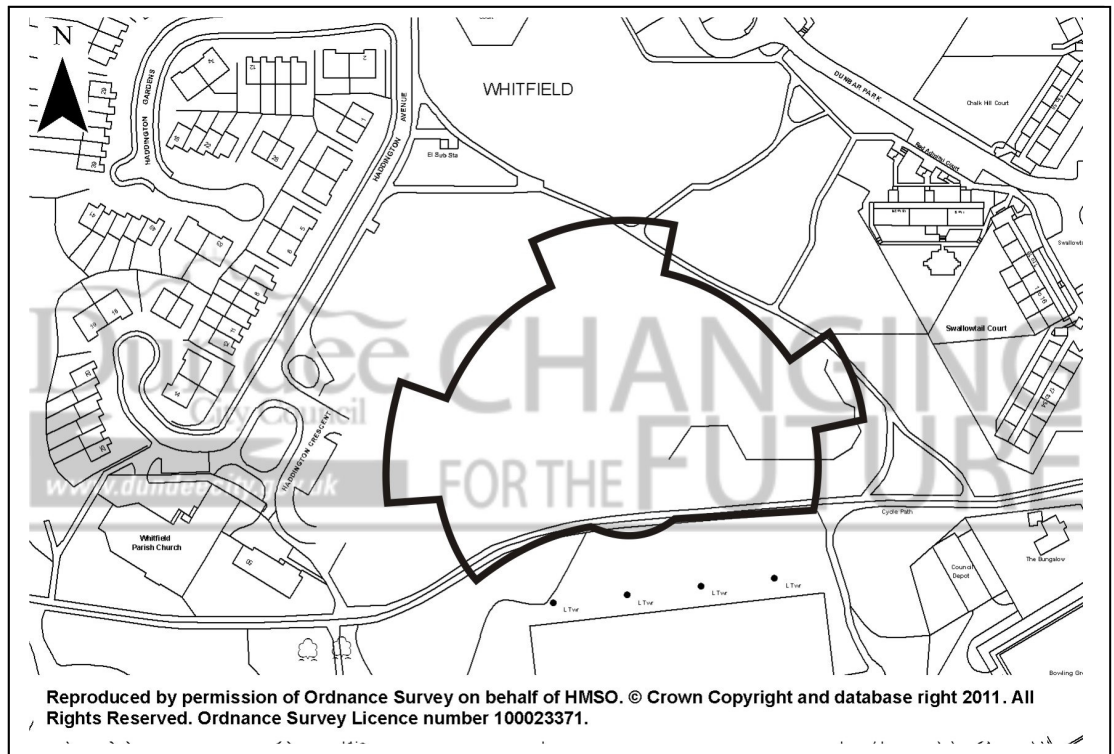 N
WHITFIELD
HADDINGTON GARDENS
HADDINGTON AVENUE
DUNBAR PARK
Chalk Hill Court
El Sub Sta
Red Admiral Court
Swallowtail Court
Dundee
City Council
www.dundeecity.gov.uk
CHANGING
FOR THE FUTURE
HADDINGTON CRESCENT
Whitfield
Parish Church
Cycle Path
The Bungalow
Council
Depot
L Twr
L Twr
L Twr
L Twr
Bowling Gr
Reproduced by permission of Ordnance Survey on behalf of HMSO. © Crown Copyright and database right 2011. All
Rights Reserved. Ordnance Survey Licence number 100023371.